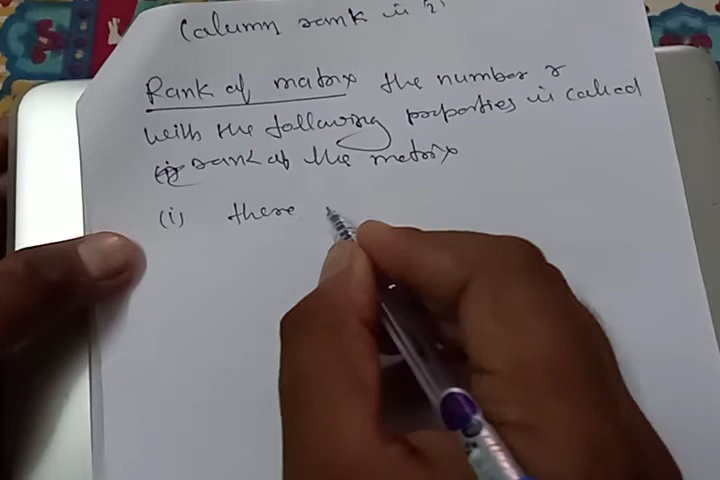 Column rank is 2'
Rank of matrix the number r
with the following properties is called
rank of the matrix
(i) there